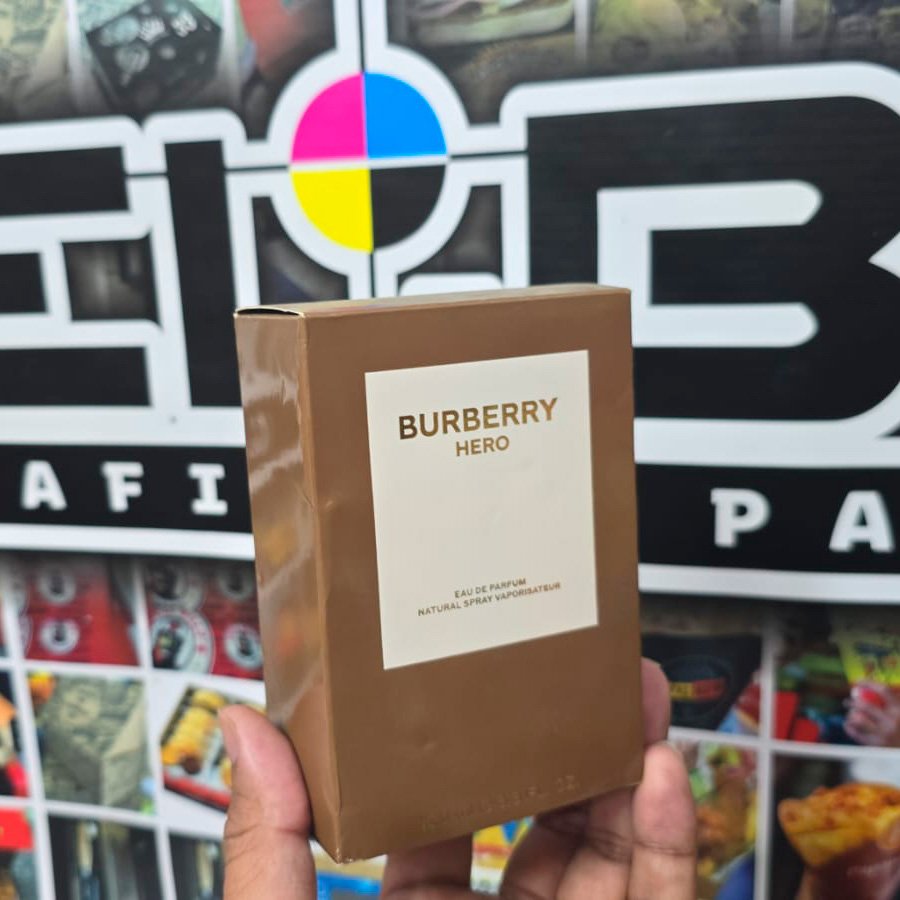 BURBERRY
HERO
EAU DE PARFUM
NATURAL SPRAY VAPORISATEUR
AFI
PA